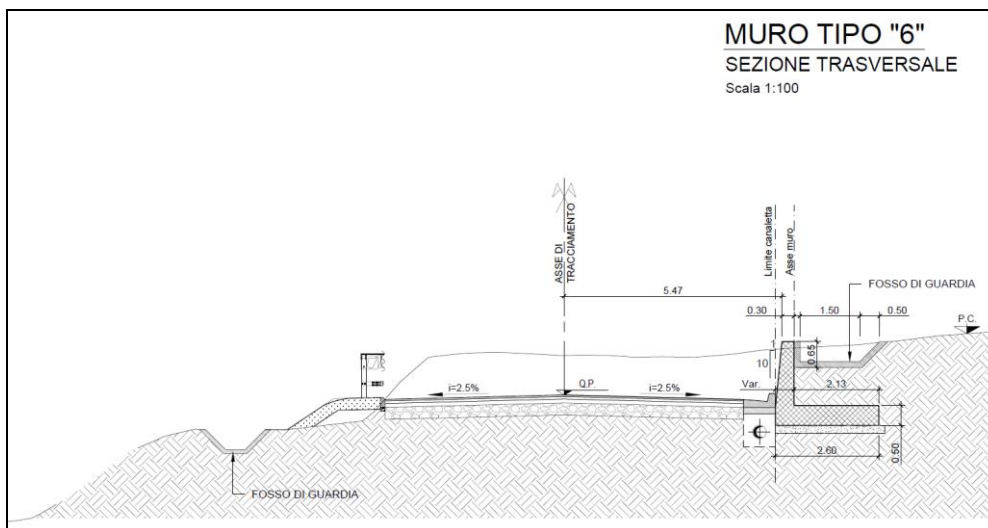 MURO TIPO "6"
SEZIONE TRASVERSALE
Scala 1:100
ASSE DI
TRACCIAMENTO
Limite canaletta
Asse muro
5.47
FOSSO DI GUARDIA
0.30
1.50
0.50
P.C.
1
10
0.65
i=2.5%
Q.P.
i=2.5%
Var.
2.13
2.60
0.50
FOSSO DI GUARDIA